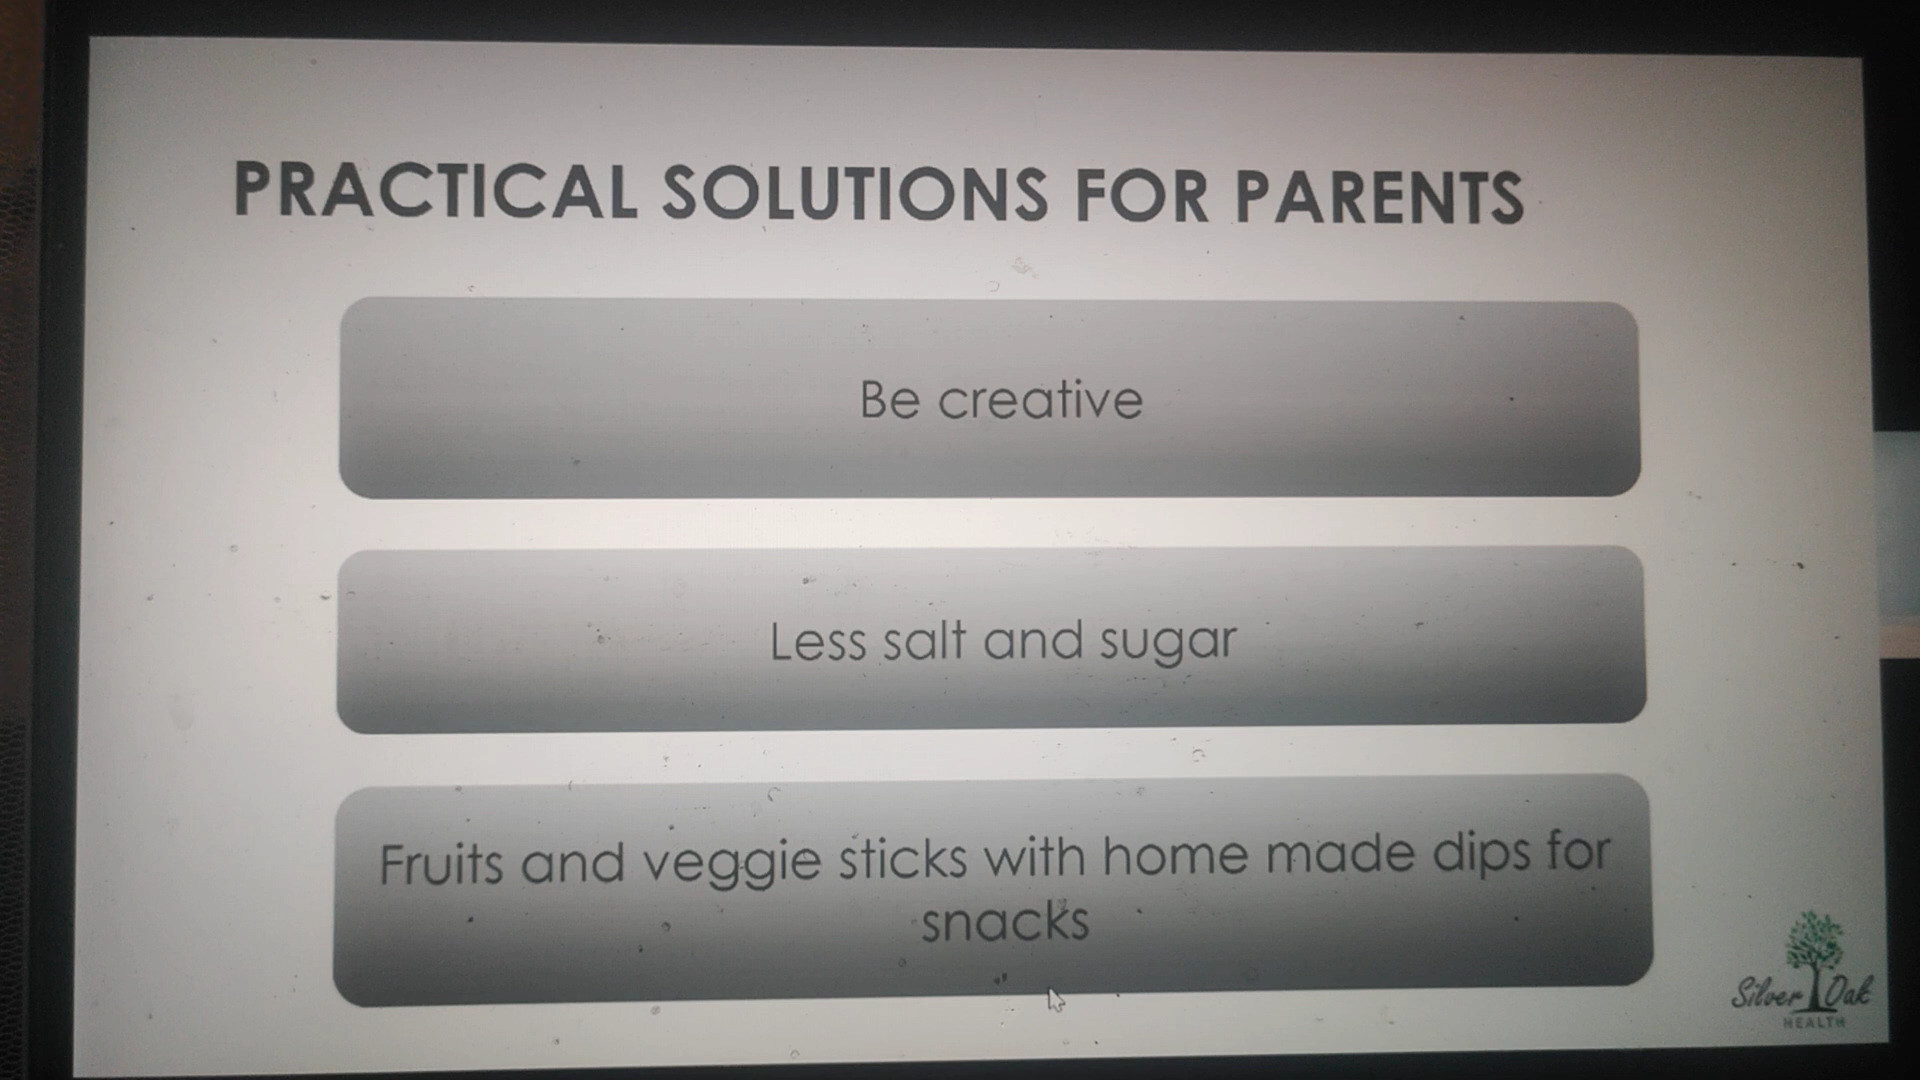 PRACTICAL SOLUTIONS FOR PARENTS
Be creative
Less salt and sugar
Fruits and veggie sticks with home made dips for
snacks
Silver Oak
HEALTH